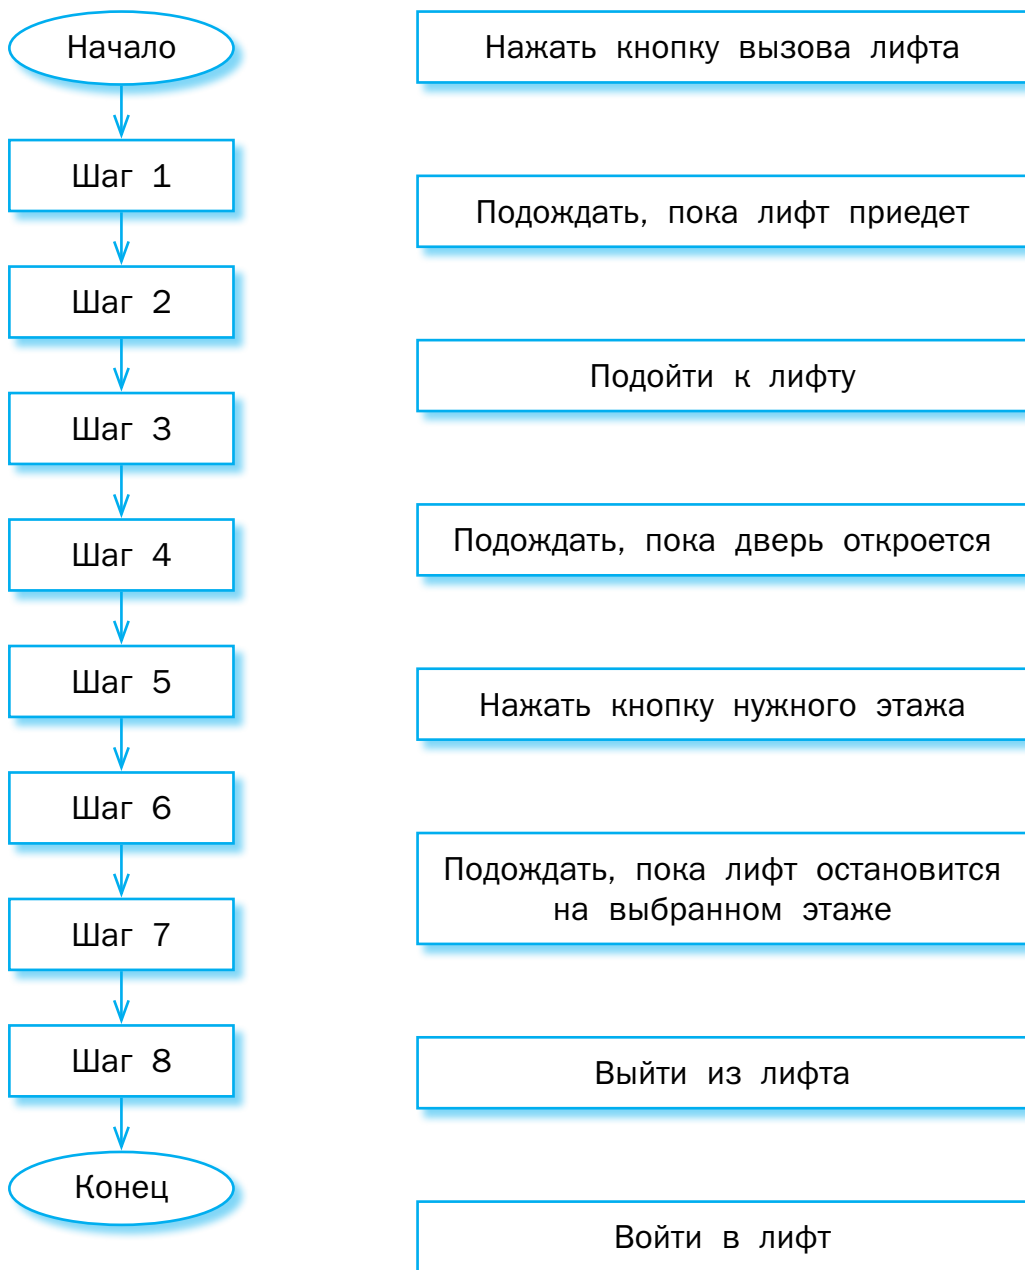 Начало
Шаг 1
Шаг 2
Шаг 3
Шаг 4
Шаг 5
Шаг 6
Шаг 7
Шаг 8
Конец
Нажать кнопку вызова лифта
Подождать, пока лифт приедет
Подойти к лифту
Подождать, пока дверь откроется
Нажать кнопку нужного этажа
Подождать, пока лифт остановится
на выбранном этаже
Выйти из лифта
Войти в лифт